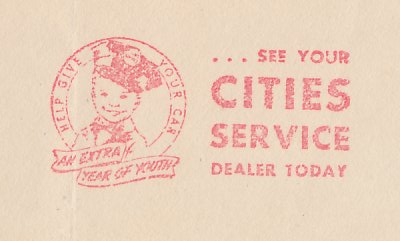 HELP GIVE YOUR CAR
AN EXTRA
YEAR OF YOUTH
... SEE YOUR
CITIES
SERVICE
DEALER TODAY